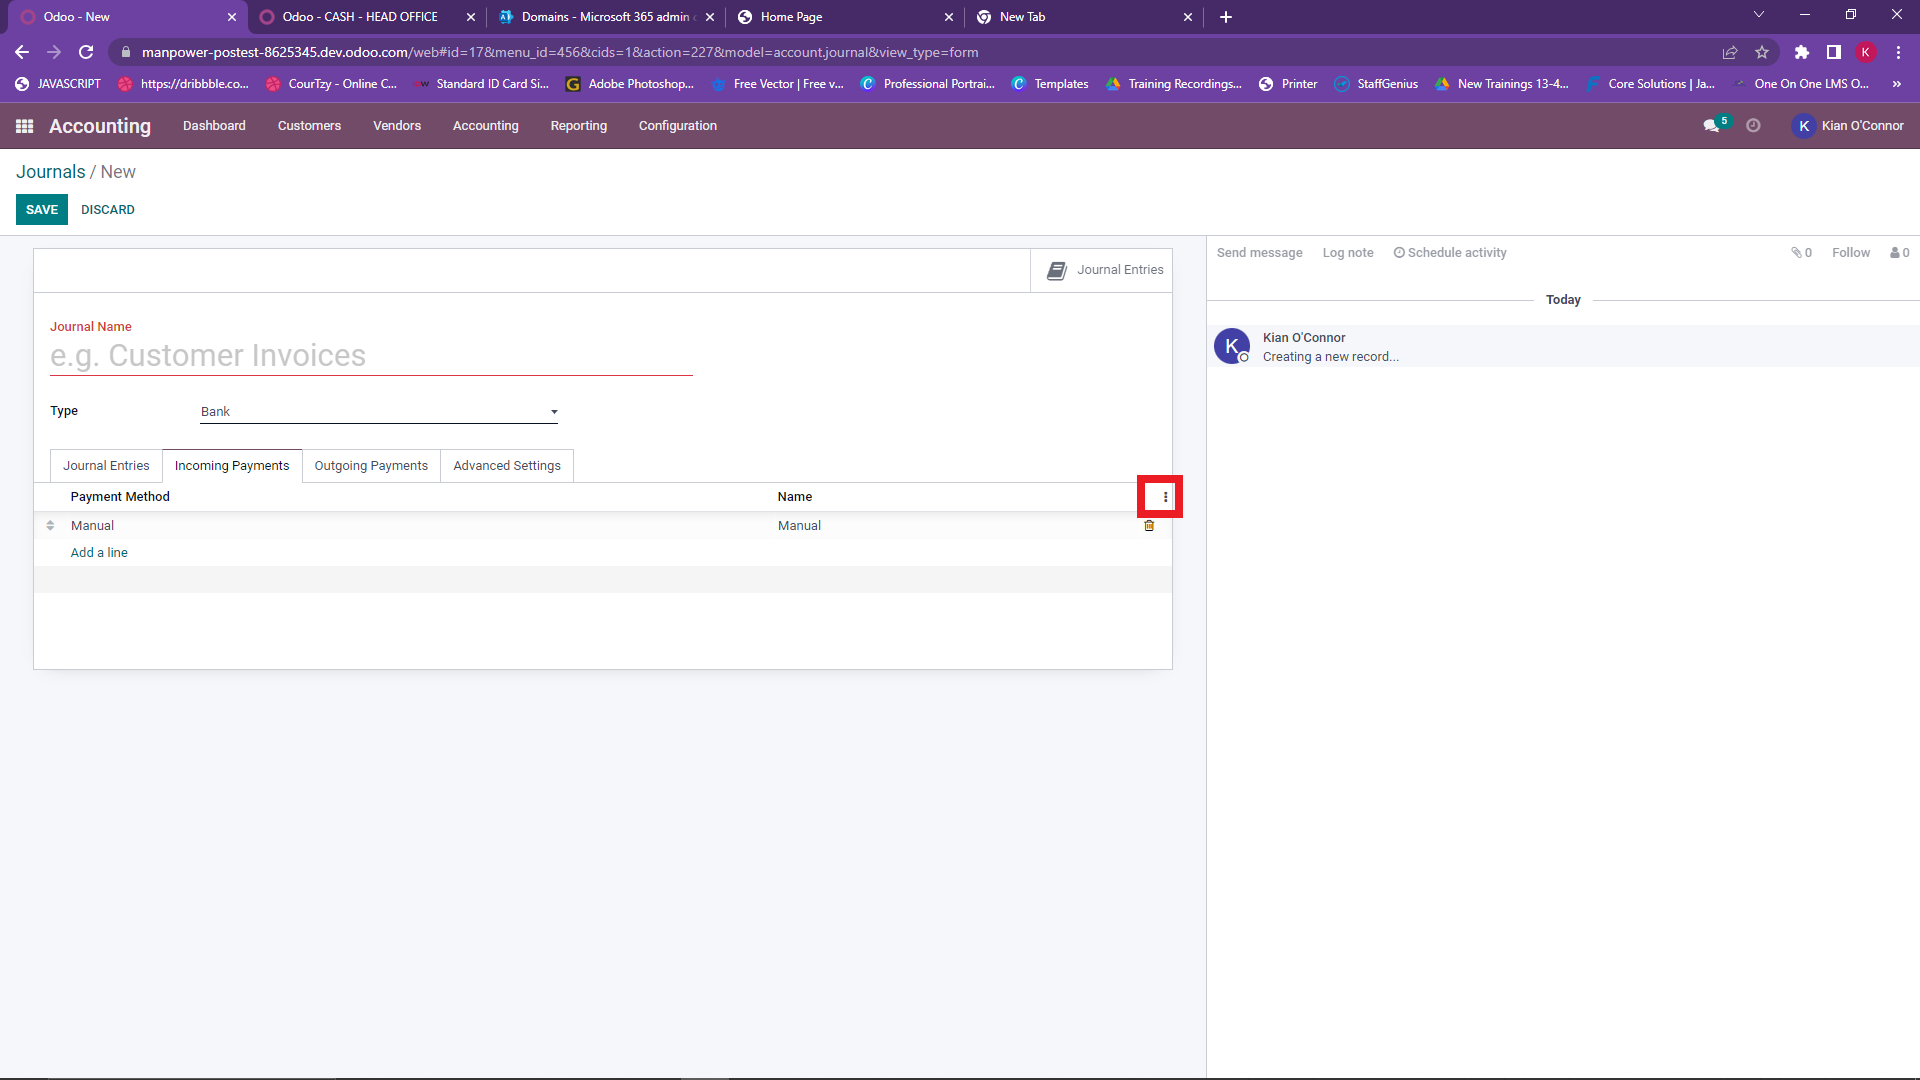 Odoo - New
Odoo - CASH - HEAD OFFICE
Domains - Microsoft 365 admin
Home Page
New Tab
manpower-postest-8625345.dev.odoo.com/web#id=17&menu_id=456&cids=1&action=227&model=account.journal&view_type=form
K
JAVASCRIPT
https://dribbble.co...
CourTzy - Online C...
Standard ID Card Si...
Adobe Photoshop...
Free Vector | Free v...
Professional Portrai...
Templates
Training Recordings...
Printer
StaffGenius
New Trainings 13-4...
Core Solutions | Ja...
One On One LMS O...
»
Accounting
Dashboard
Customers
Vendors
Accounting
Reporting
Configuration
5
K Kian O'Connor
Journals / New
SAVE
DISCARD
Journal Entries
Send message
Log note
Schedule activity
0
Follow
0
Today
K
Kian O'Connor
Creating a new record...
Journal Name
e.g. Customer Invoices
Type
Bank
Journal Entries
Incoming Payments
Outgoing Payments
Advanced Settings
Payment Method
Name
Manual
Manual
Add a line